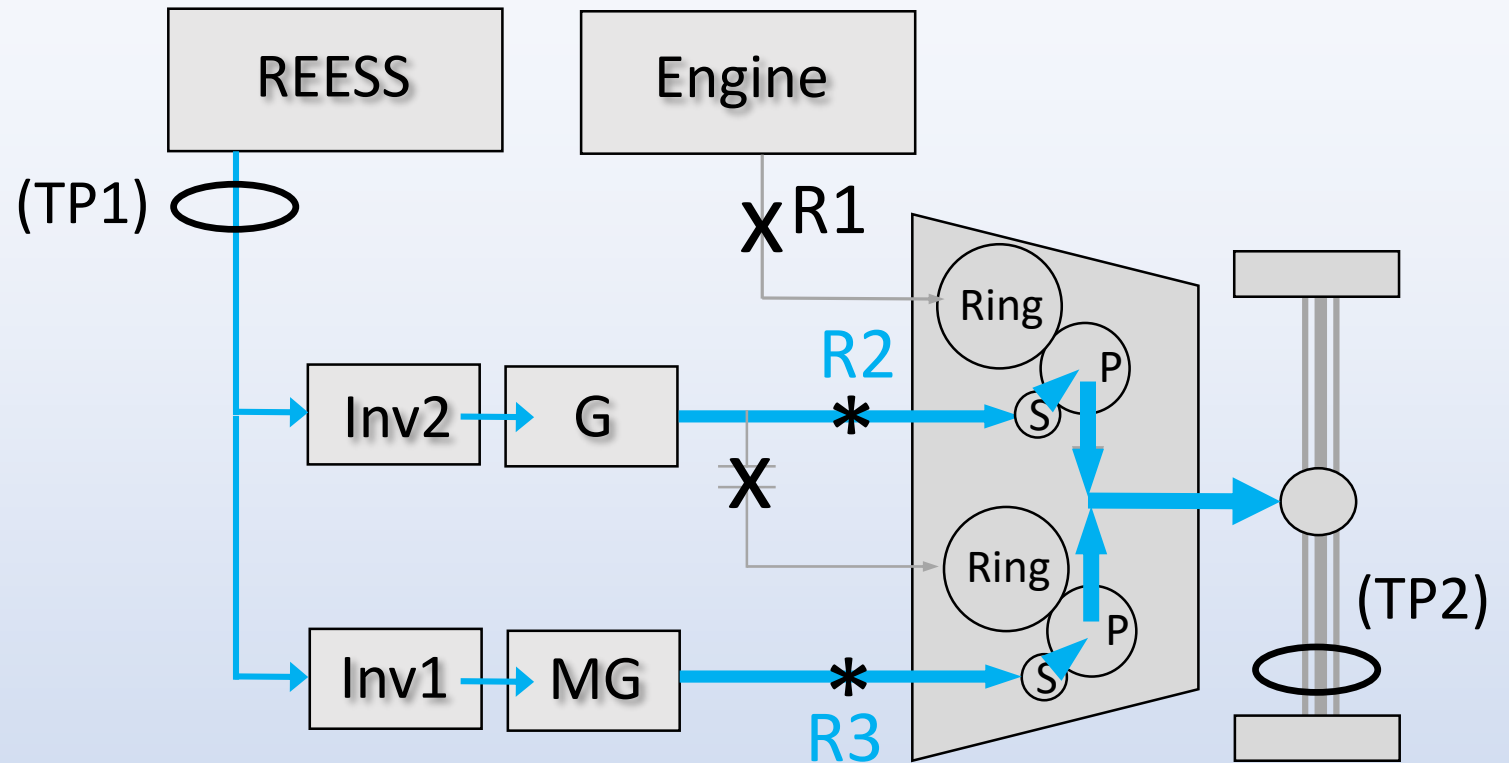 REESS
Engine
(TP1)
X R1
Ring
R2
P
Inv2
G
*
S
X
Ring
(TP2)
P
Inv1
MG
*
S
R3